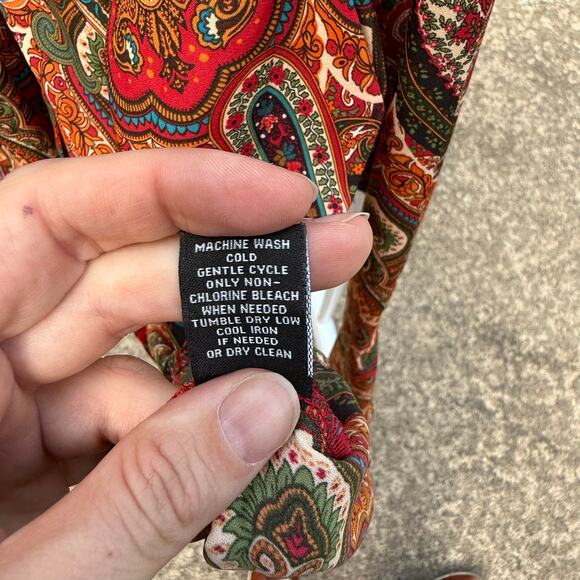 MACHINE WASH
COLD
GENTLE CYCLE
ONLY NON-
CHLORINE BLEACH
WHEN NEEDED
TUMBLE DRY LOW
COOL IRON
IF NEEDED
OR DRY CLEAN